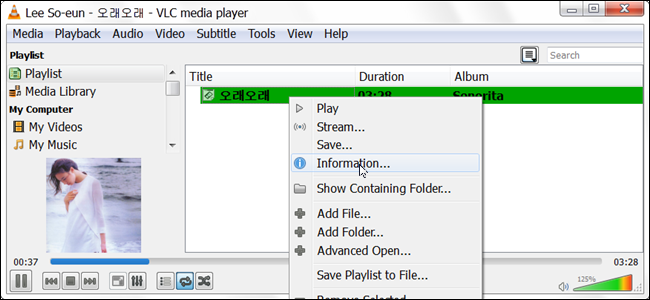 Lee So-eun - 오래오래 - VLC media player
Media Playback Audio Video Subtitle Tools View Help
Playlist
Search
Playlist
Media Library
My Computer
My Videos
My Music
Title Duration Album
오래오래 03:28 Senorita
Play
Stream...
Save...
Information...
Show Containing Folder...
Add File...
Add Folder...
Advanced Open...
Save Playlist to File...
Remove Selected
00:37 03:28
125%